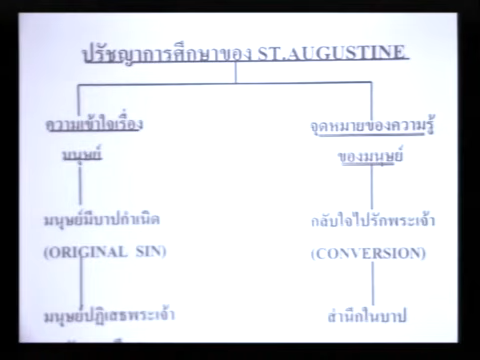 ปรัชญาการศึกษาของ ST.AUGUSTINE
ความเข้าใจเรื่อง
มนุษย์
จุดหมายของความรู้
ของมนุษย์
มนุษย์มีบาปกำเนิด
(ORIGINAL SIN)
กลับใจไปรักพระเจ้า
(CONVERSION)
มนุษย์ปฏิเสธพระเจ้า
สำนึกในบาป